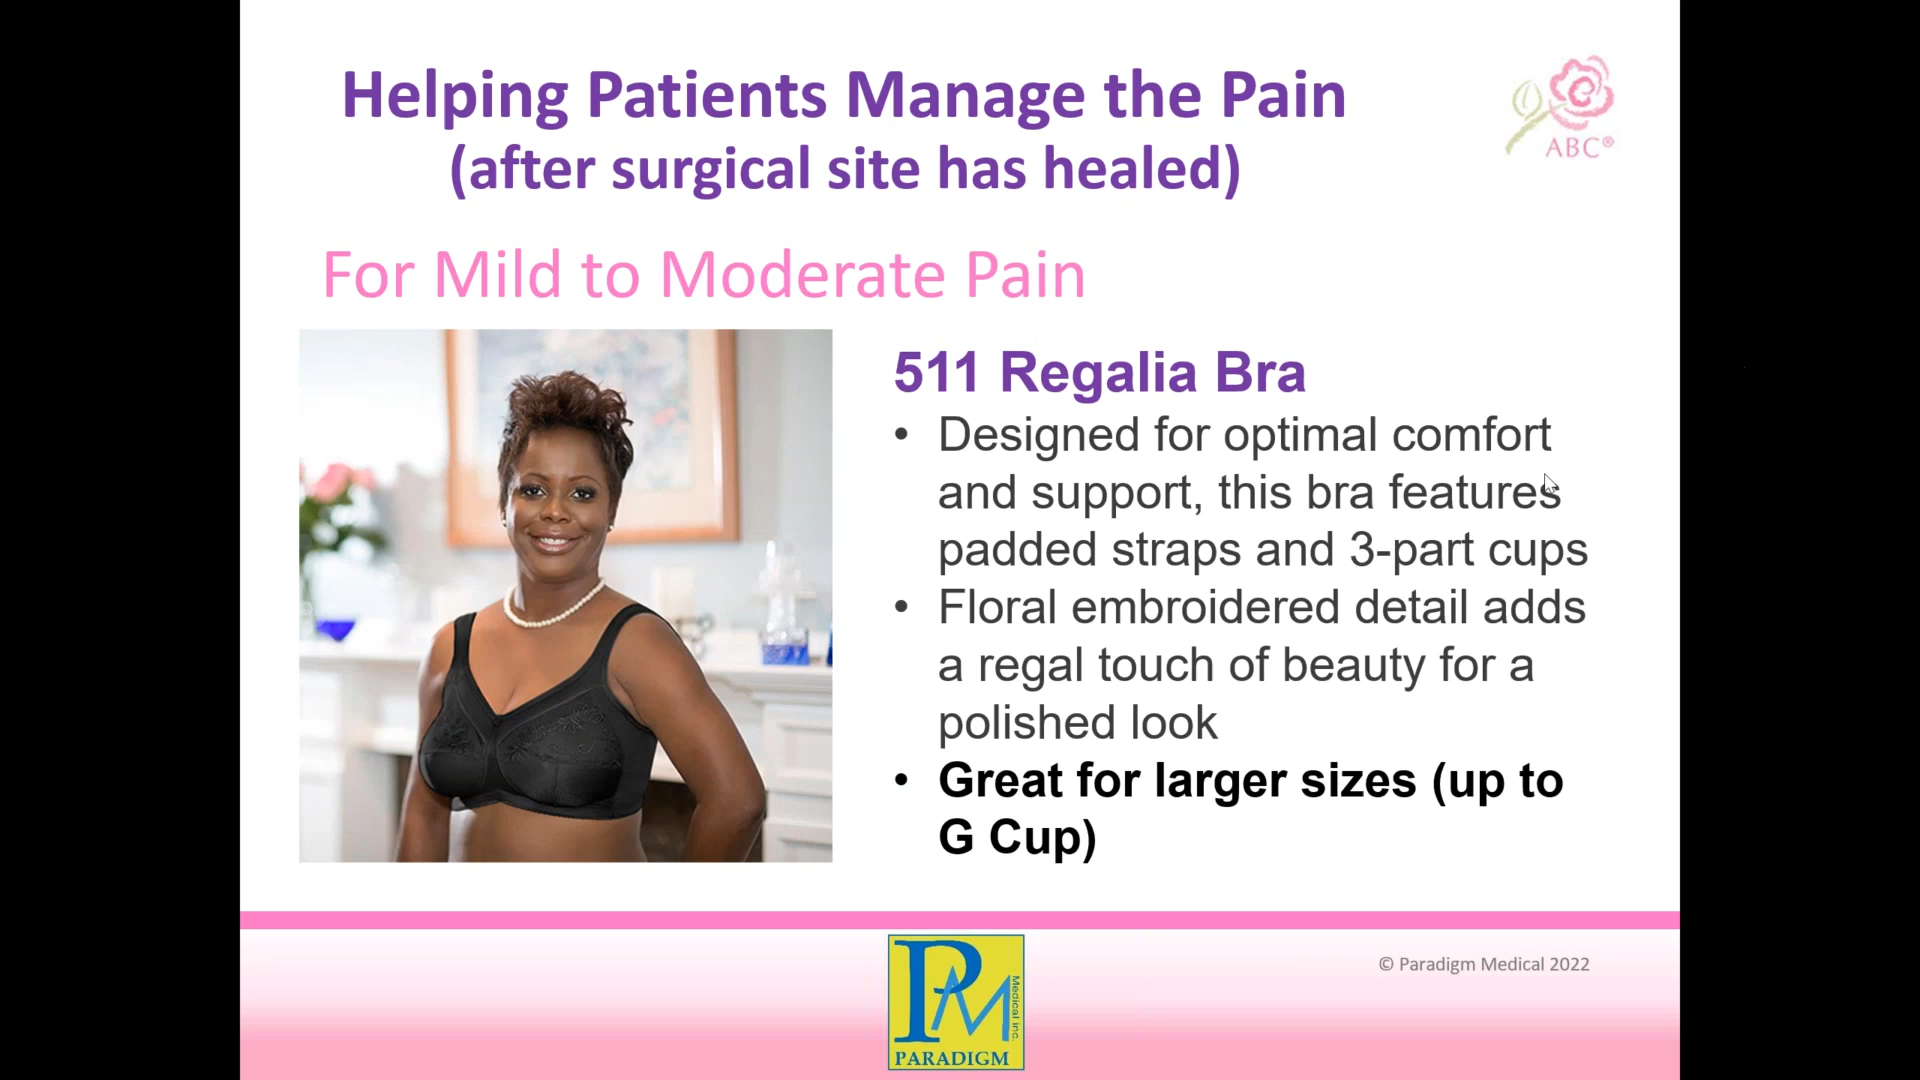 Helping Patients Manage the Pain
(after surgical site has healed)
ABC®
For Mild to Moderate Pain
511 Regalia Bra
• Designed for optimal comfort
and support, this bra features
padded straps and 3-part cups
• Floral embroidered detail adds
a regal touch of beauty for a
polished look
• Great for larger sizes (up to
G Cup)
PM
Medical inc.
PARADIGM
© Paradigm Medical 2022